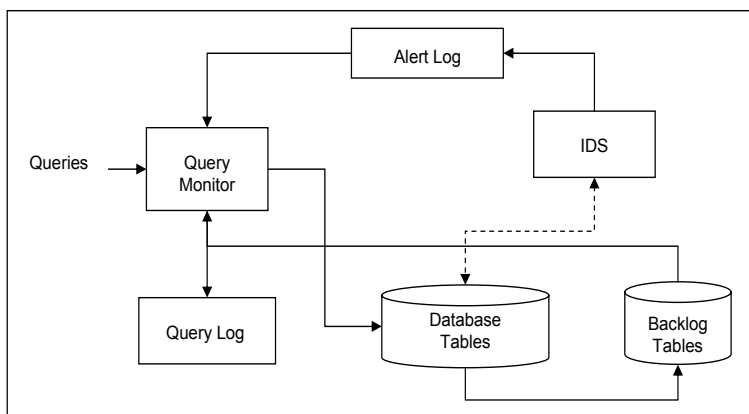 Alert Log
IDS
Queries
Query
Monitor
Query Log
Database
Tables
Backlog
Tables